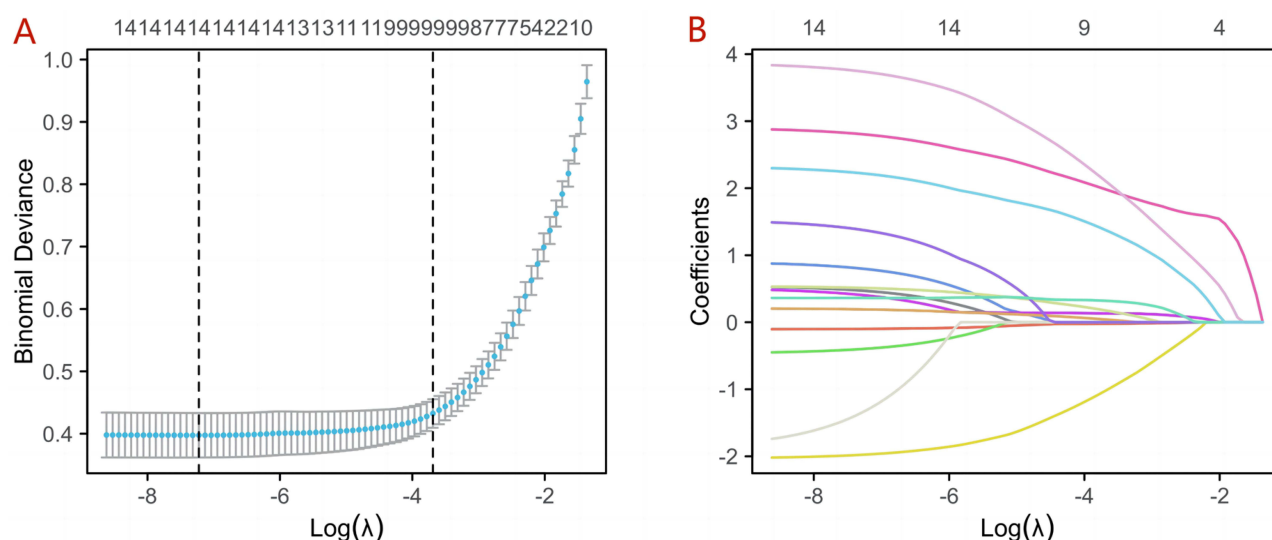 A
14141414141414131311119999999877754221​0
1.0
0.9
0.8
0.7
0.6
0.5
0.4
Binomial Deviance
-8 -6 -4 -2
Log(λ)
B
14 14 9 4
4
3
2
1
0
-1
-2
Coefficients
-8 -6 -4 -2
Log(λ)